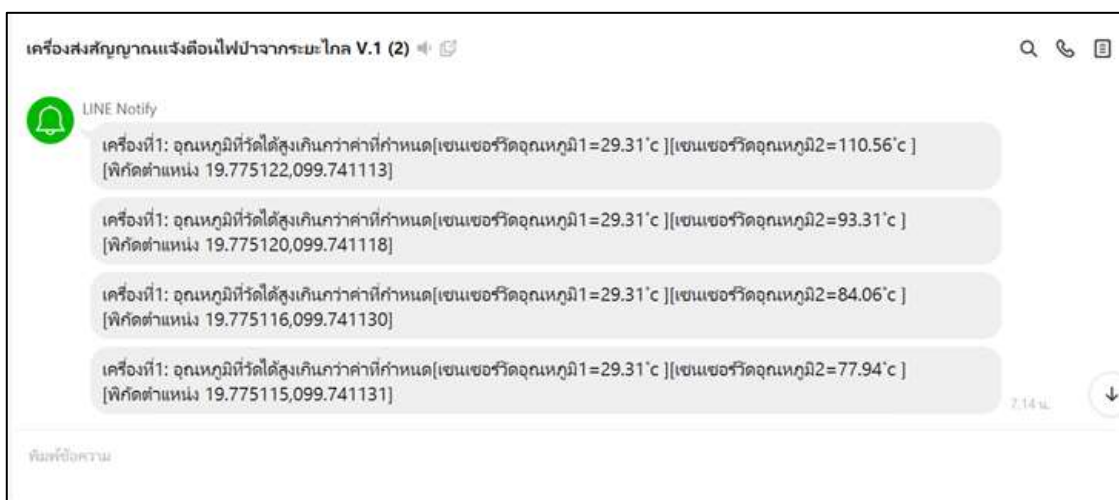 เครื่องส่งสัญญาณแจ้งเตือนไฟป่าจากระยะไกล V.1 (2)
LINE Notify
เครื่องที่1: อุณหภูมิที่วัดได้สูงเกินกว่าค่าที่กำหนด[เซนเซอร์วัดอุณหภูมิ1=29.31˚c ][เซนเซอร์วัดอุณหภูมิ2=110.56˚c ]
[พิกัดตำแหน่ง 19.775122,099.741113]
เครื่องที่1: อุณหภูมิที่วัดได้สูงเกินกว่าค่าที่กำหนด[เซนเซอร์วัดอุณหภูมิ1=29.31˚c ][เซนเซอร์วัดอุณหภูมิ2=93.31˚c ]
[พิกัดตำแหน่ง 19.775120,099.741118]
เครื่องที่1: อุณหภูมิที่วัดได้สูงเกินกว่าค่าที่กำหนด[เซนเซอร์วัดอุณหภูมิ1=29.31˚c ][เซนเซอร์วัดอุณหภูมิ2=84.06˚c ]
[พิกัดตำแหน่ง 19.775116,099.741130]
เครื่องที่1: อุณหภูมิที่วัดได้สูงเกินกว่าค่าที่กำหนด[เซนเซอร์วัดอุณหภูมิ1=29.31˚c ][เซนเซอร์วัดอุณหภูมิ2=77.94˚c ]
[พิกัดตำแหน่ง 19.775115,099.741131]
7.14 น.
พิมพ์ข้อความ